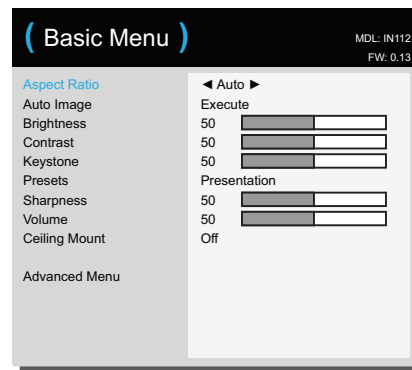 ( Basic Menu )
MDL: IN112
FW: 0.13
Aspect Ratio ◄ Auto ►
Auto Image Execute
Brightness 50
Contrast 50
Keystone 50
Presets Presentation
Sharpness 50
Volume 50
Ceiling Mount Off
Advanced Menu